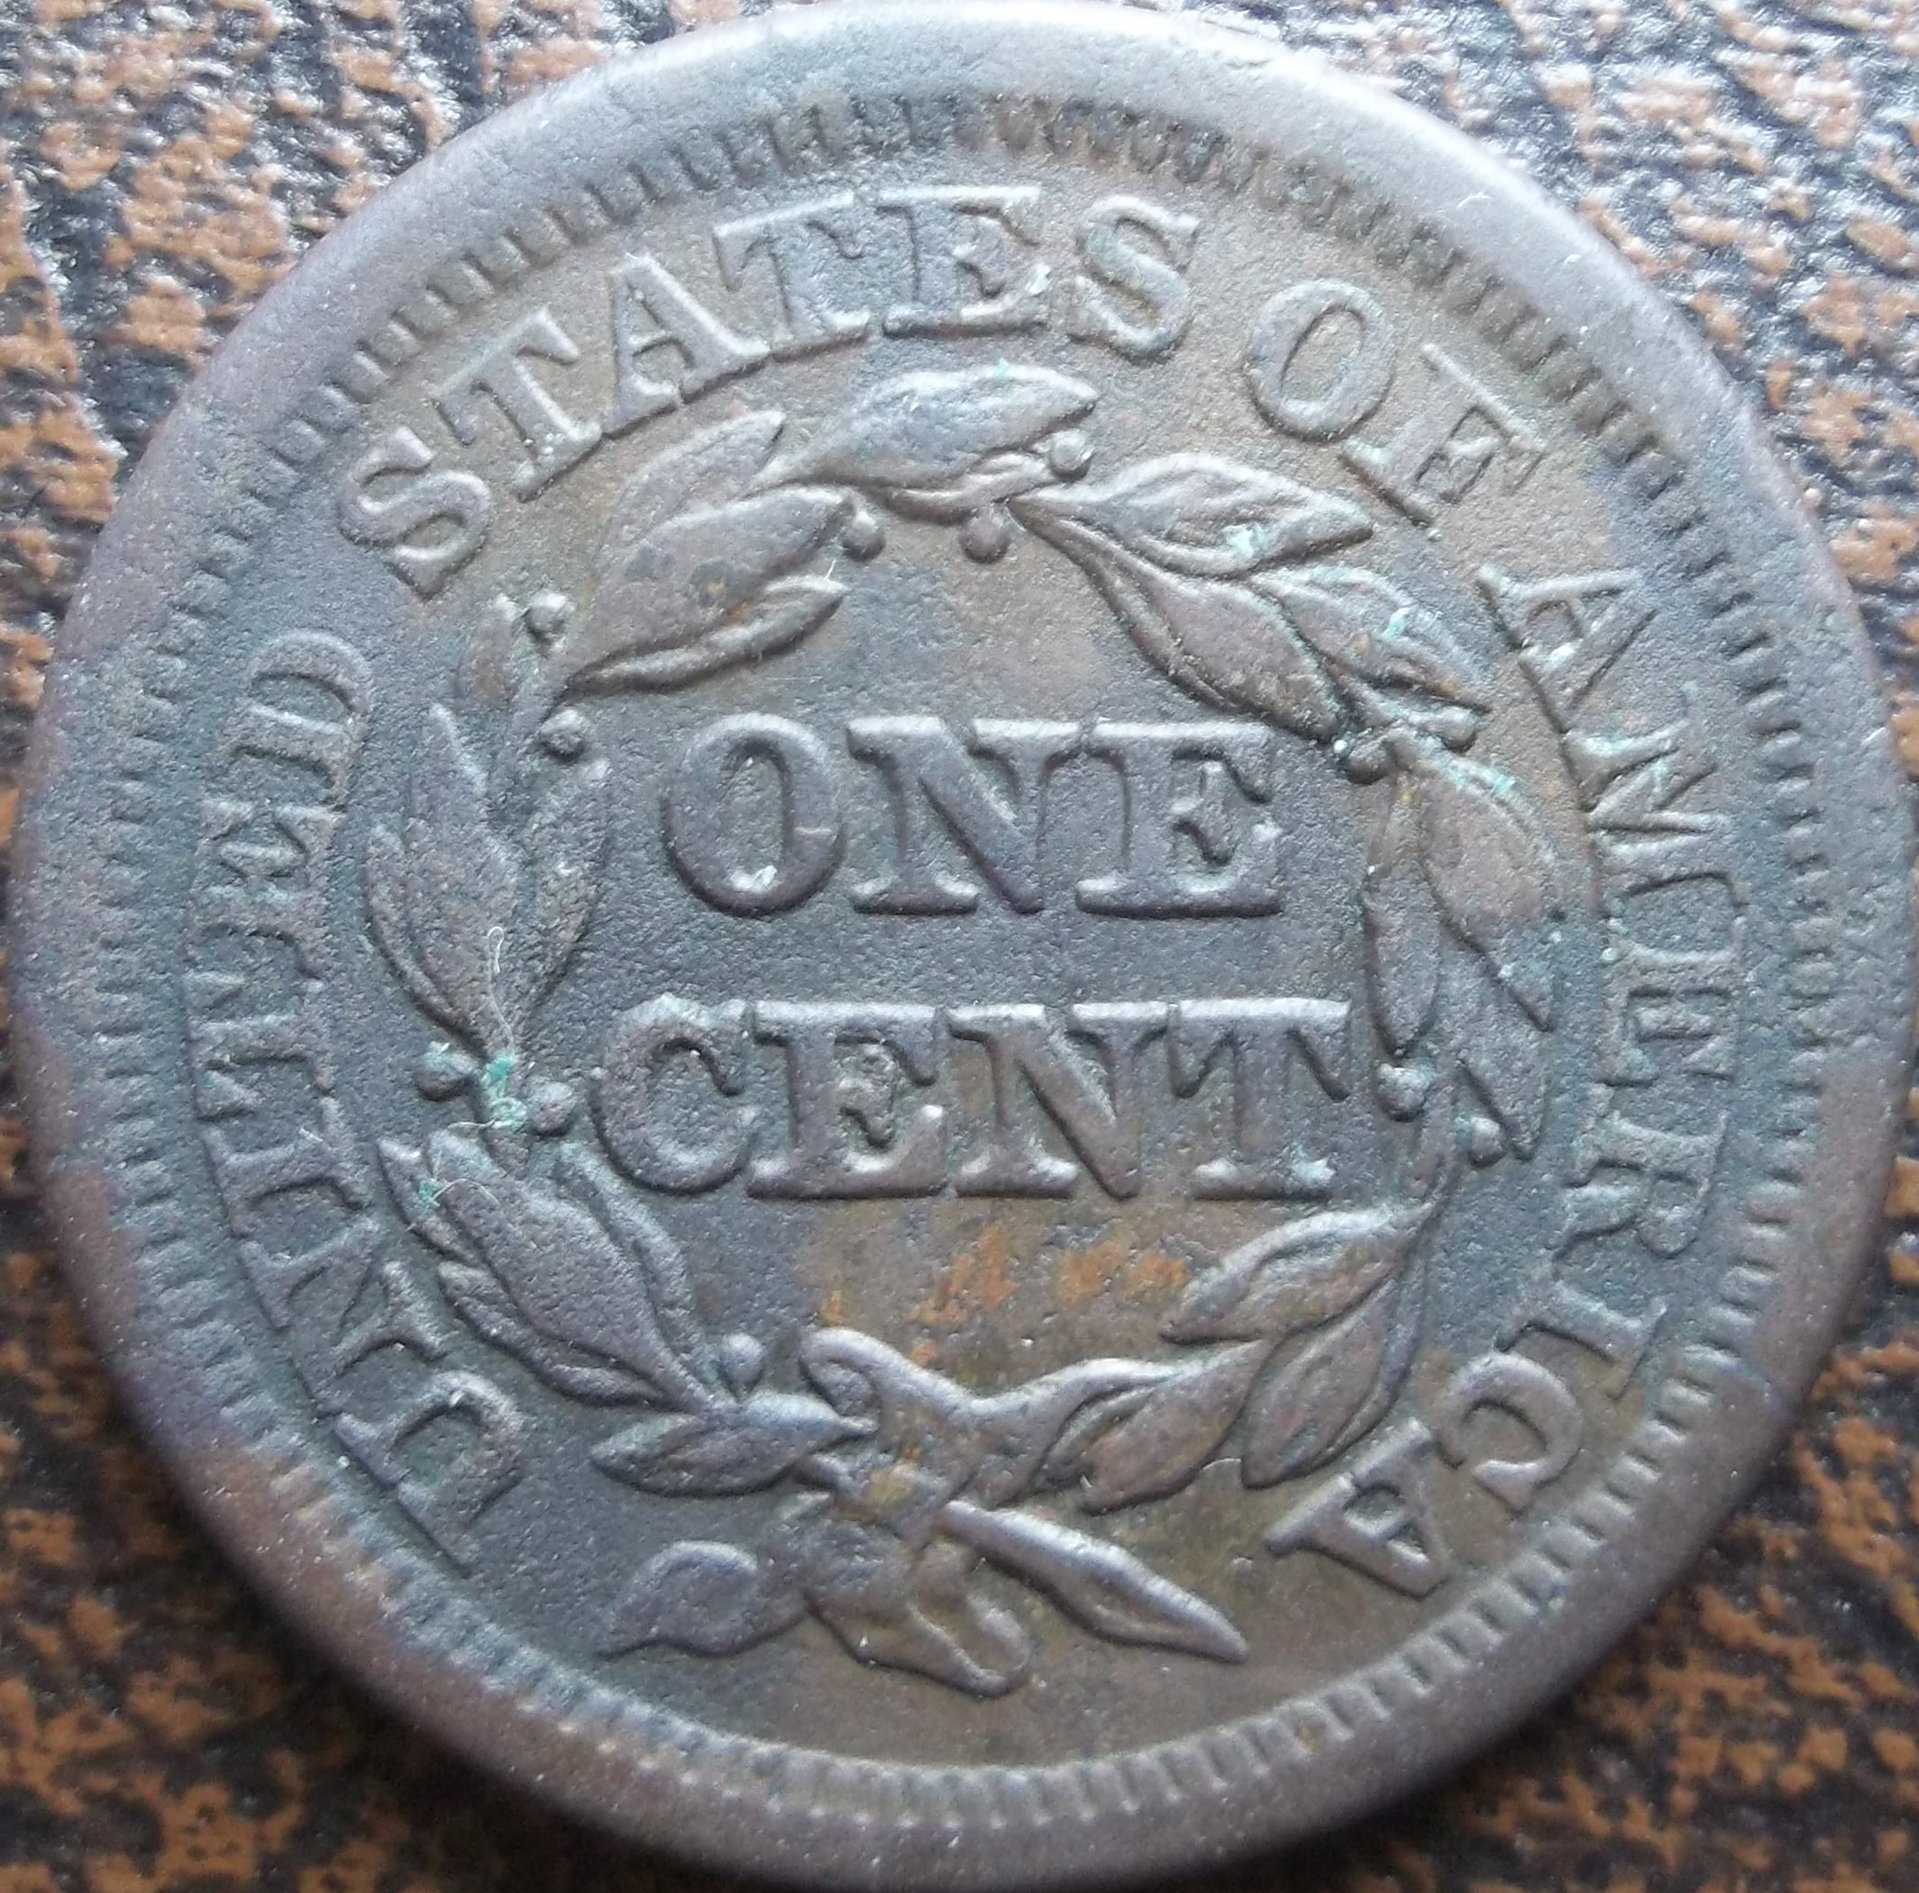 UNITED STATES OF AMERICA
ONE
CENT